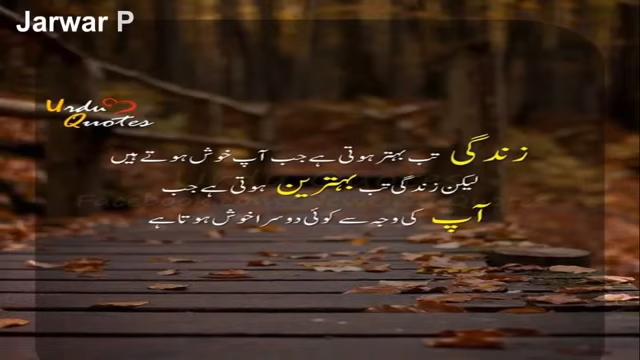 Jarwar P
Urdu
Quotes
زندگی تب بہتر ہوتی ہے جب آپ خوش ہوتے ہیں
لیکن زندگی تب بہترین ہوتی ہے جب
آپ کی وجہ سے کوئی دوسرا خوش ہوتا ہے